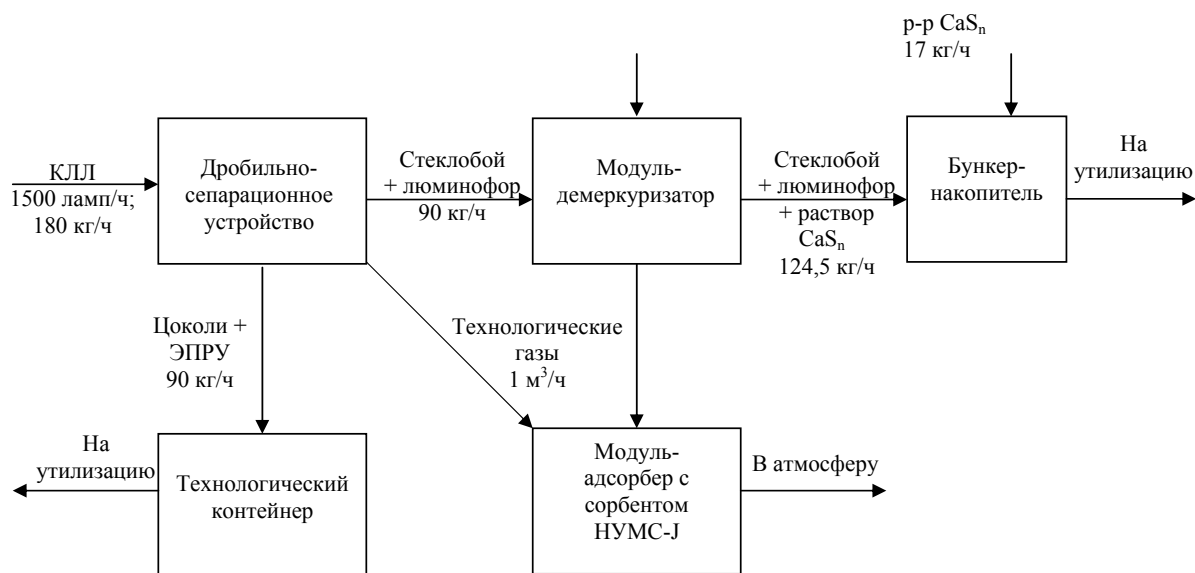 р-р CaSₙ
17 кг/ч
КЛЛ
1500 ламп/ч;
180 кг/ч
Дробильно-
сепарационное
устройство
Стеклобой
+ люминофор
90 кг/ч
Модуль-
демеркуризатор
Стеклобой
+ люминофор
+ раствор
CaSₙ
124,5 кг/ч
Бункер-
накопитель
На
утилизацию
Цоколи +
ЭПРУ
90 кг/ч
Технологические
газы
1 м³/ч
На
утилизацию
Технологический
контейнер
Модуль-
адсорбер с
сорбентом
НУМС-J
В атмосферу